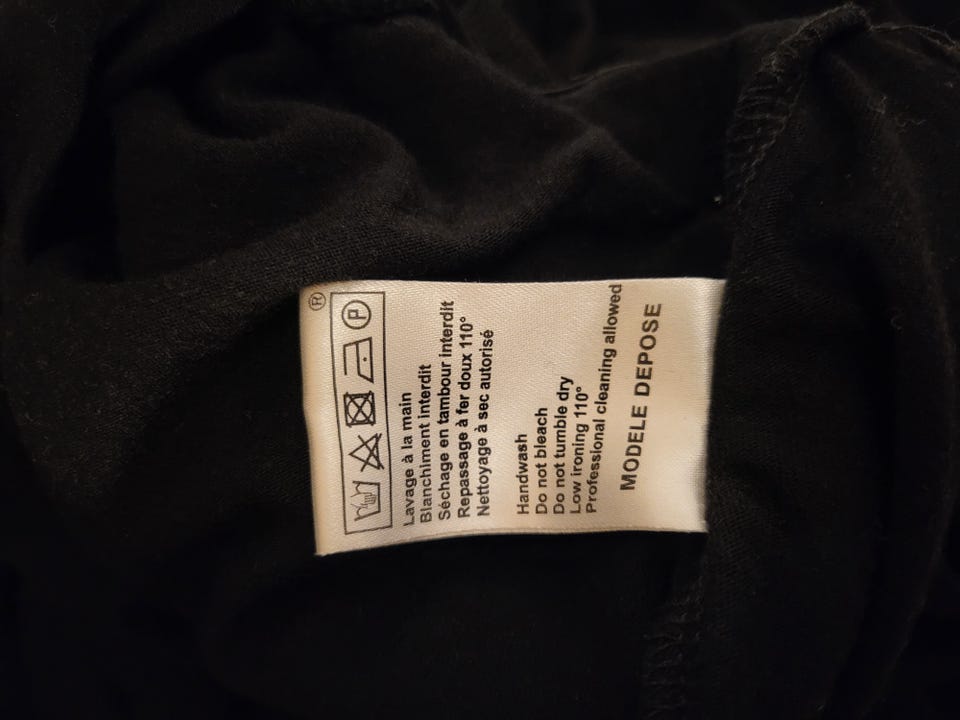 ®
P
Lavage à la main
Blanchiment interdit
Séchage en tambour interdit
Repassage à fer doux 110°
Nettoyage à sec autorisé
Handwash
Do not bleach
Do not tumble dry
Low ironing 110°
Professional cleaning allowed
MODELE DEPOSE